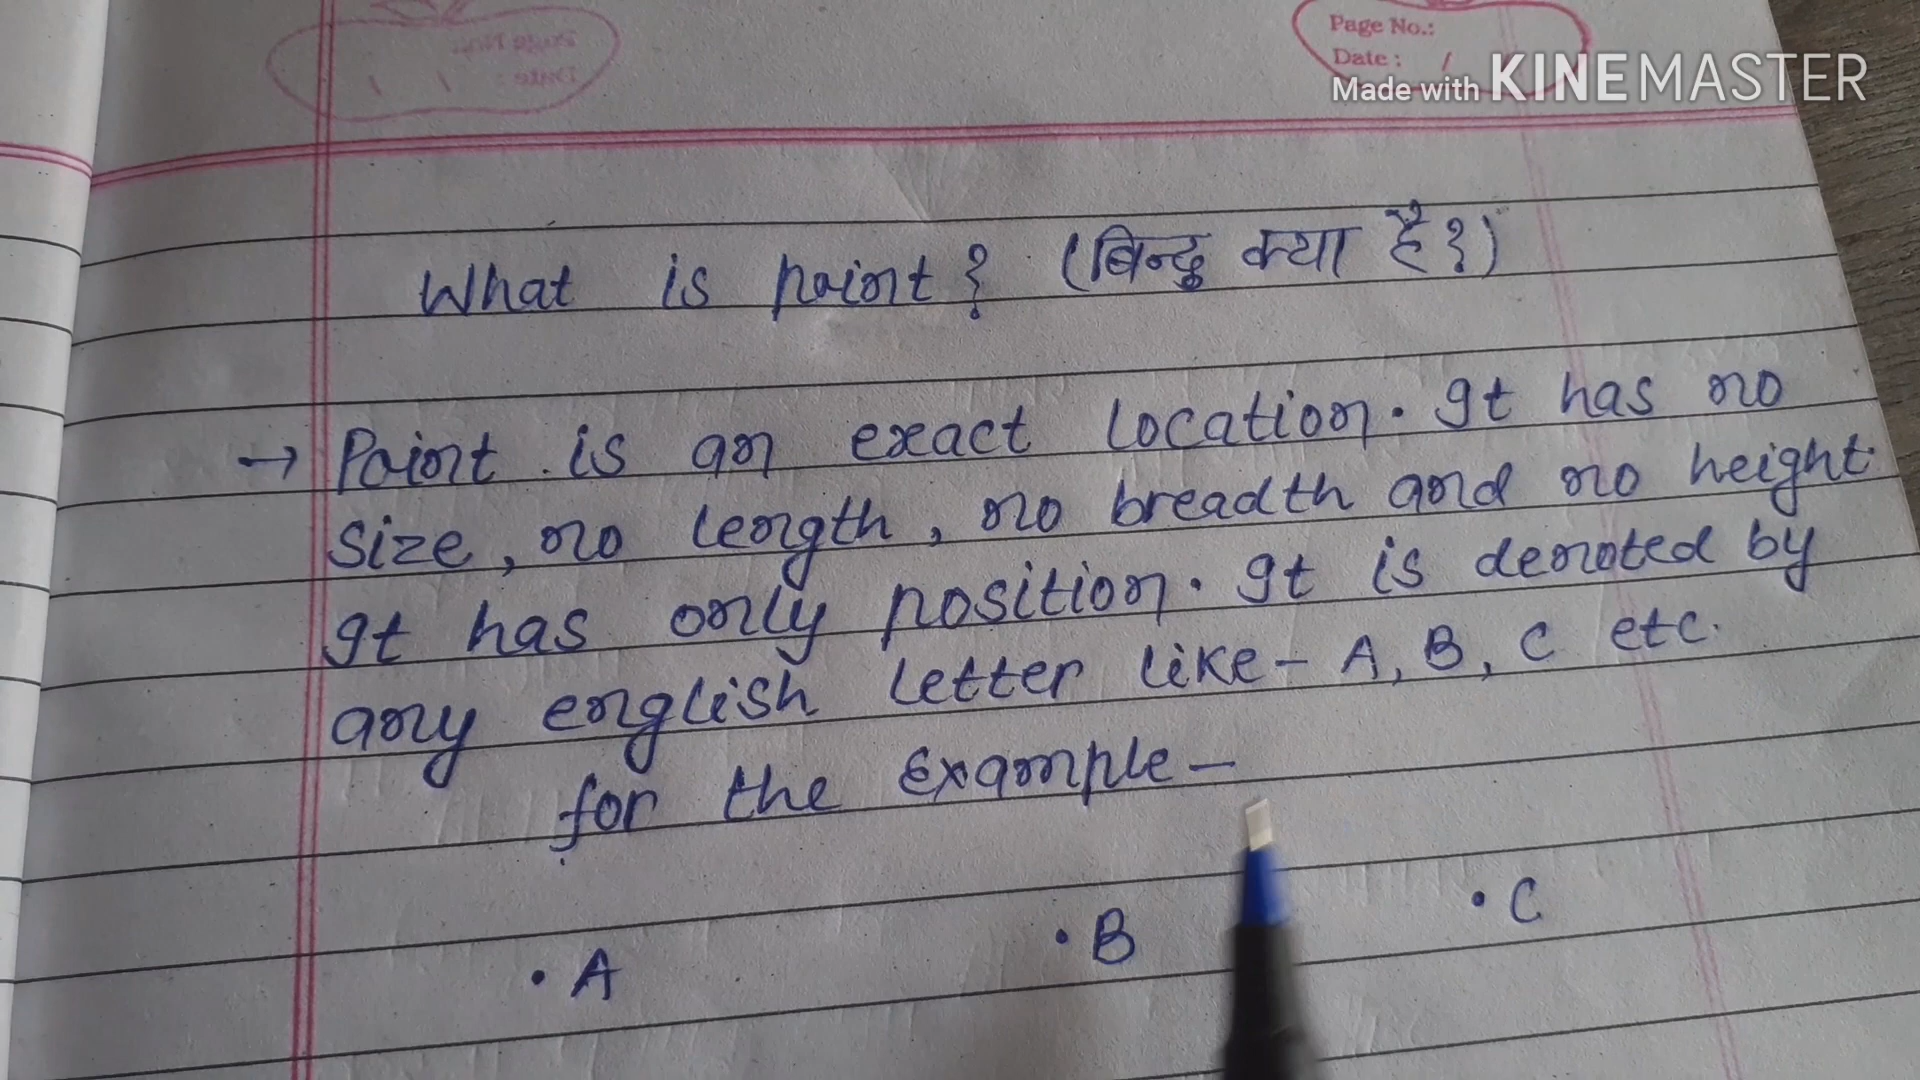 Page No.:
Date: /
Made with KINEMASTER
What is point? (बिन्दु क्या है?)
→ Point is an exact location. It has no
size, no length, no breadth and no height.
It has only position. It is denoted by
any english letter like - A, B, C etc.
for the Example -
• A • B • C